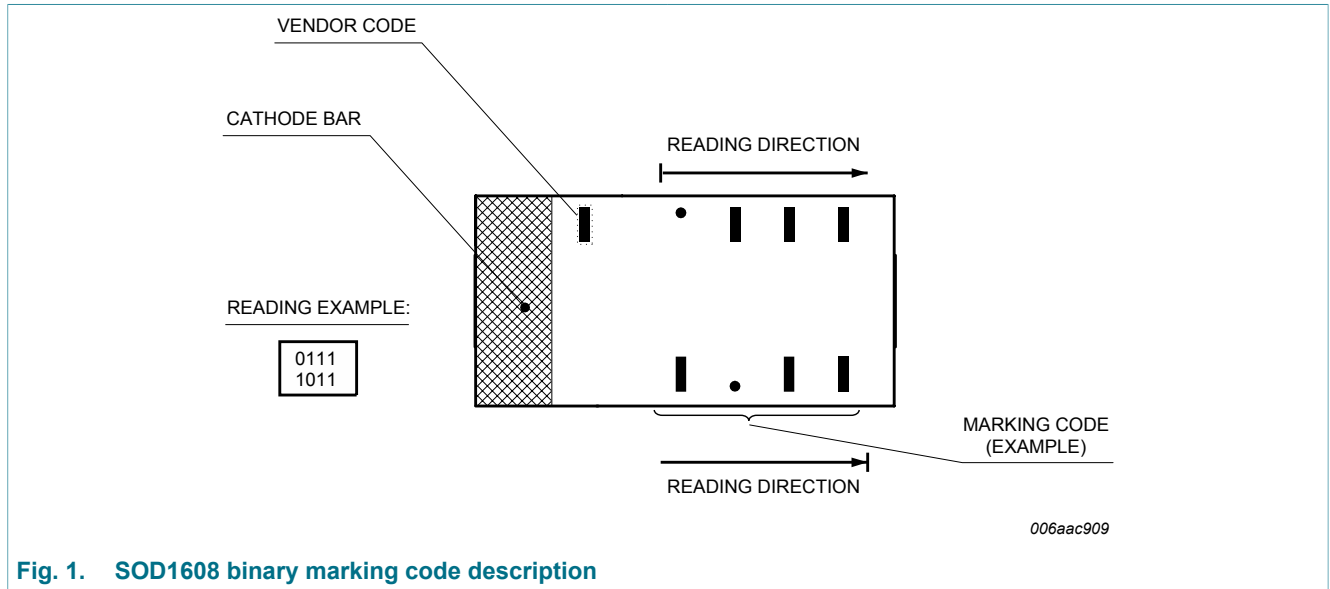 VENDOR CODE
CATHODE BAR
READING DIRECTION
READING EXAMPLE:
0111
1011
MARKING CODE
(EXAMPLE)
READING DIRECTION
006aac909
Fig. 1. SOD1608 binary marking code description